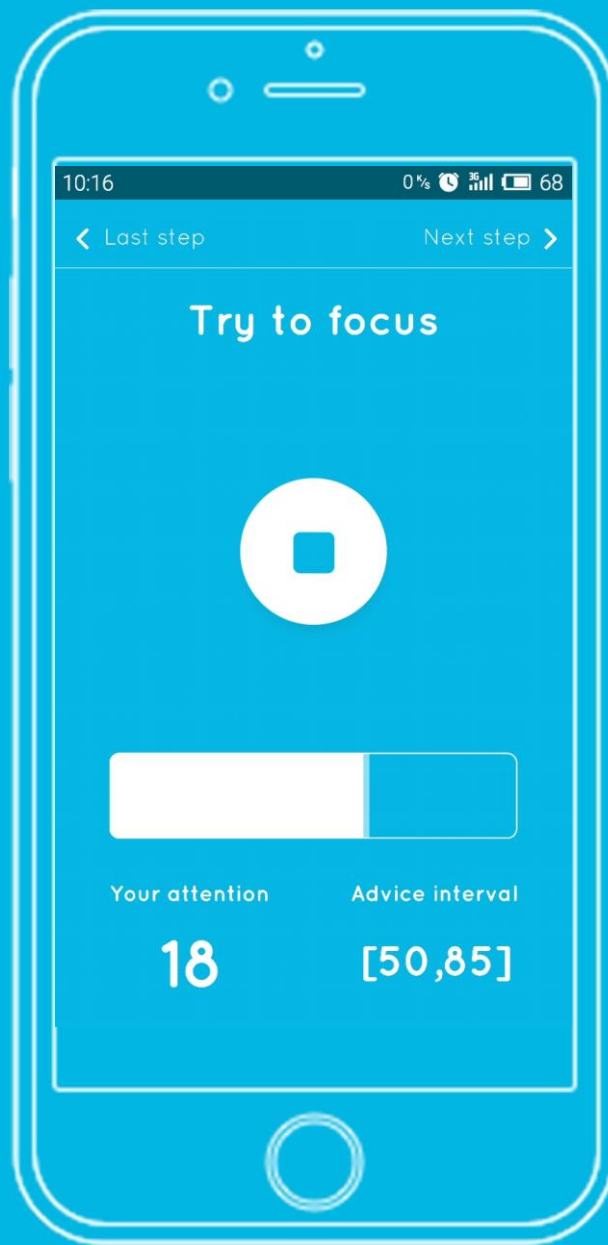 10:16 0 K/s 3G 68
Last step Next step
Try to focus
Your attention Advice interval
18 [50,85]